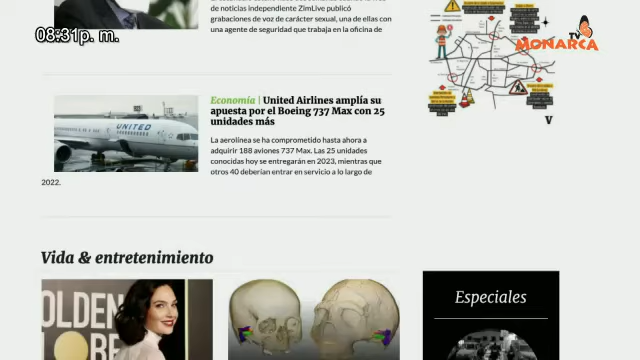 de noticias independiente ZimLive publicó
grabaciones de voz de carácter sexual, una de ellas con
una agente de seguridad que trabaja en la oficina de
08:31p. m.
TV
MONARCA
Economía | United Airlines amplía su
apuesta por el Boeing 737 Max con 25
unidades más
UNITED
La aerolínea se ha comprometido hasta ahora a
adquirir 188 aviones 737 Max. Las 25 unidades
conocidas hoy se entregarán en 2023, mientras que
otros 40 deberían entrar en servicio a lo largo de
2022.
V
Vida & entretenimiento
GOLDEN
LOBE
Especiales